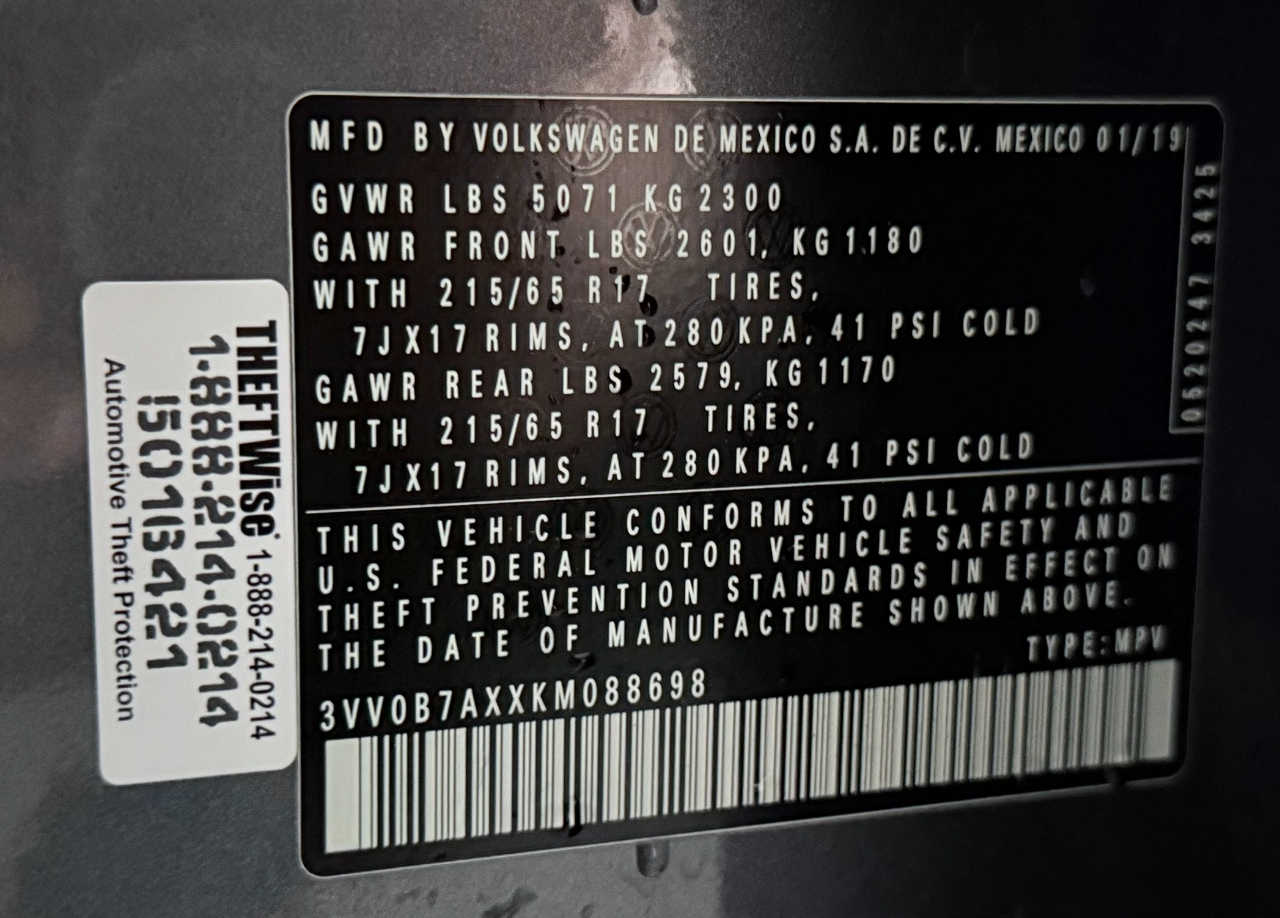 MFD BY VOLKSWAGEN DE MEXICO S.A. DE C.V. MEXICO 01/19
GVWR LBS 5071 KG 2300
GAWR FRONT LBS 2601, KG 1180
WITH 215/65 R17 TIRES,
7JX17 RIMS, AT 280 KPA, 41 PSI COLD
GAWR REAR LBS 2579, KG 1170
WITH 215/65 R17 TIRES,
7JX17 RIMS, AT 280 KPA, 41 PSI COLD
0520247 3425
THIS VEHICLE CONFORMS TO ALL APPLICABLE
U.S. FEDERAL MOTOR VEHICLE SAFETY AND
THEFT PREVENTION STANDARDS IN EFFECT ON
THE DATE OF MANUFACTURE SHOWN ABOVE.
TYPE: MPV
3VV0B7AXXKM088698
THEFTWise 1-888-214-0214
1-888-214-0214
Automotive Theft Protection